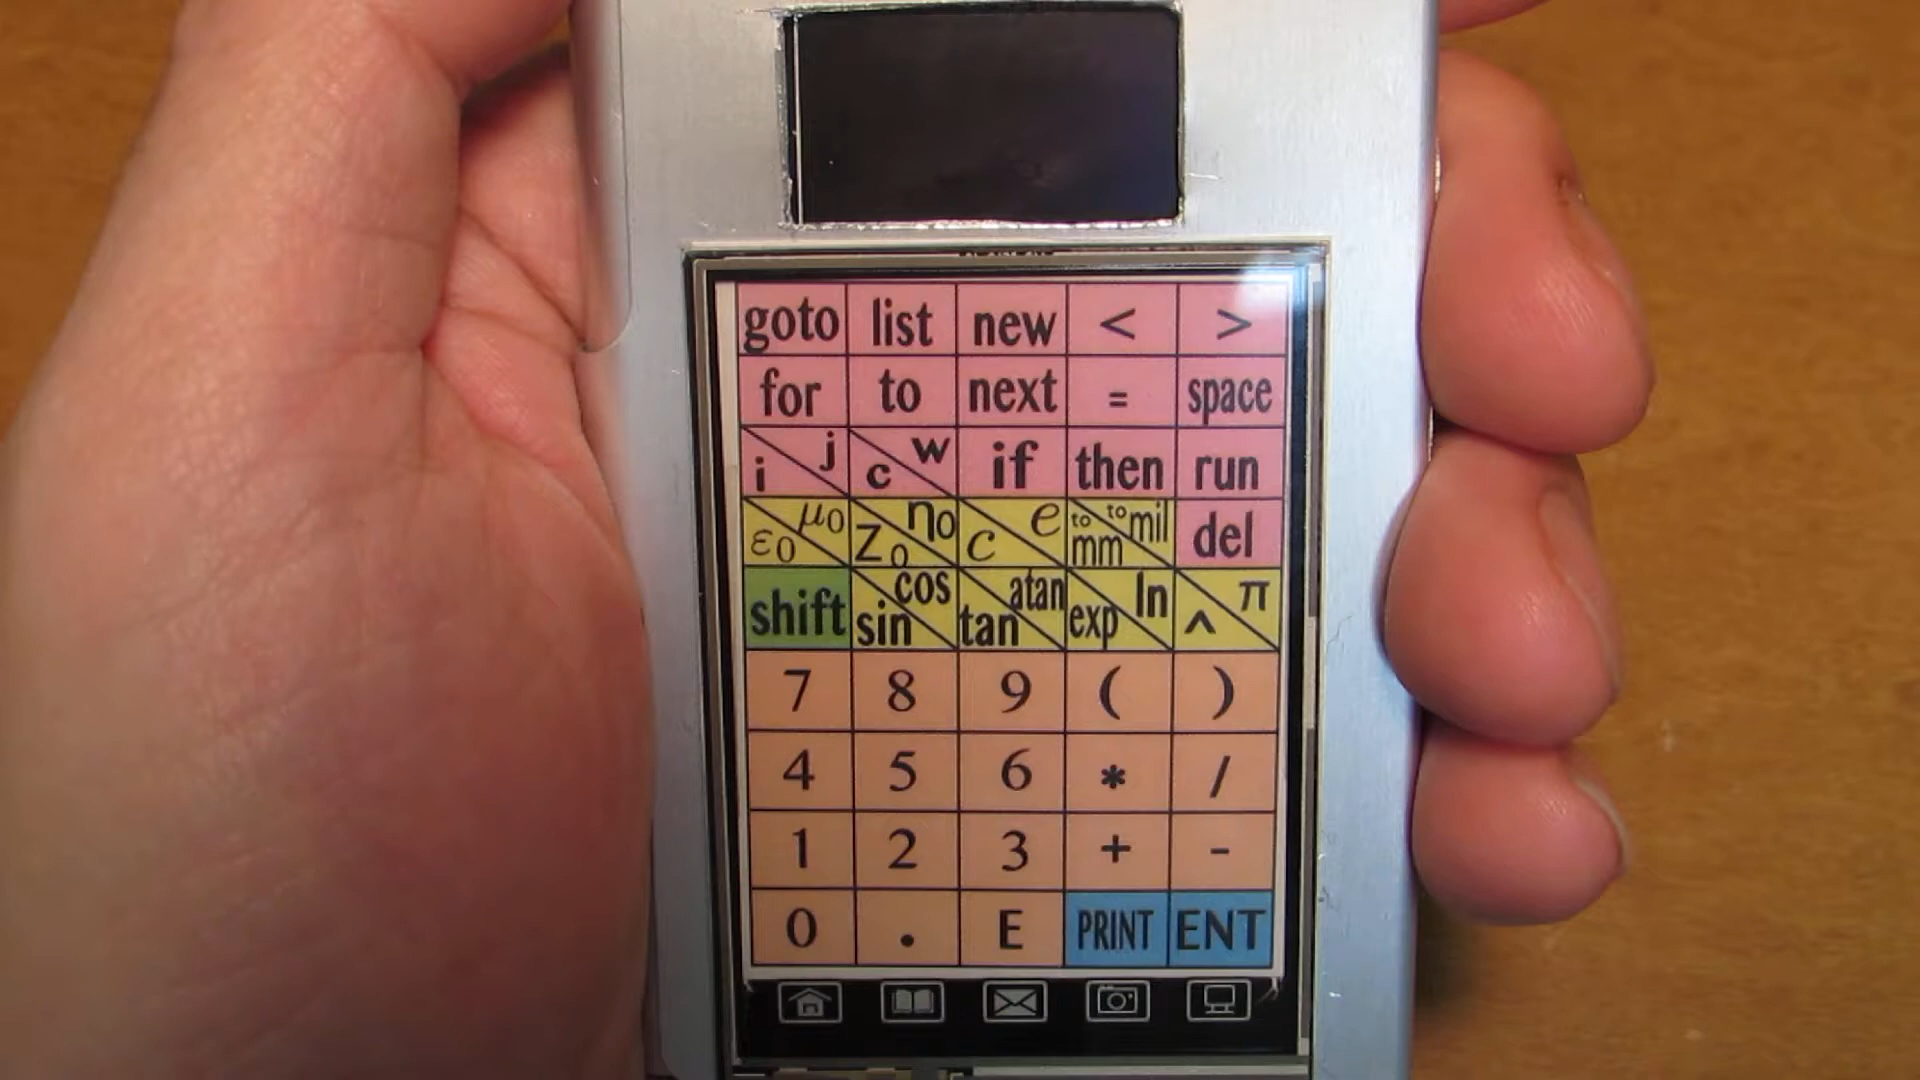 goto list new < >
for to next = space
i j c w if then run
ε0 μ0 Z0 η0 c e to mm to mil del
shift sin cos tan atan exp ln ^ π
7 8 9 ( )
4 5 6 * /
1 2 3 + -
0 . E PRINT ENT